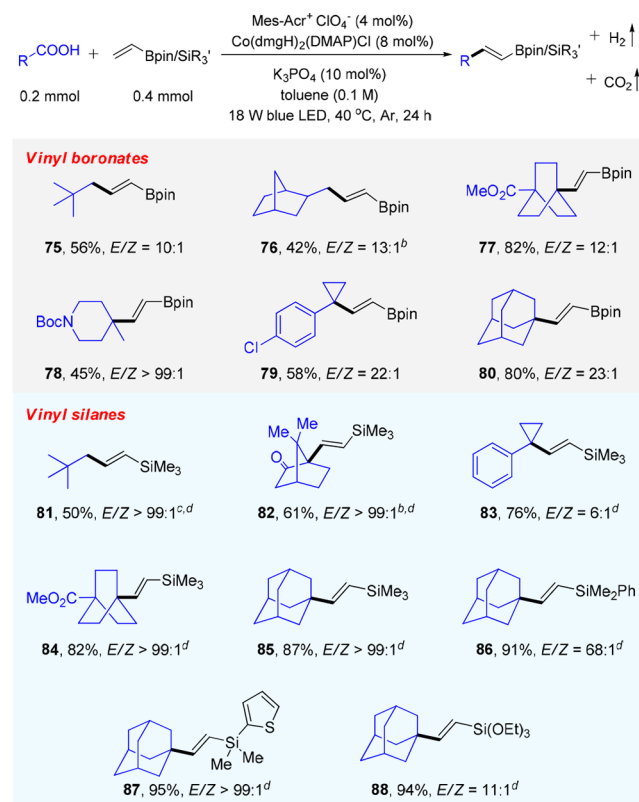 Mes-Acr⁺ ClO₄⁻ (4 mol%)
Co(dmgH)₂(DMAP)Cl (8 mol%)
R COOH + Bpin/SiR₃' R Bpin/SiR₃' + H₂↑
K₃PO₄ (10 mol%)
+ CO₂↑
0.2 mmol 0.4 mmol toluene (0.1 M)
18 W blue LED, 40 °C, Ar, 24 h
Vinyl boronates
Bpin Bpin MeO₂C Bpin
75, 56%, E/Z = 10:1 76, 42%, E/Z = 13:1ᵇ 77, 82%, E/Z = 12:1
BocN Bpin Cl Bpin Bpin
78, 45%, E/Z > 99:1 79, 58%, E/Z = 22:1 80, 80%, E/Z = 23:1
Vinyl silanes
SiMe₃ Me Me O SiMe₃ SiMe₃
81, 50%, E/Z > 99:1ᶜ,ᵈ 82, 61%, E/Z > 99:1ᵇ,ᵈ 83, 76%, E/Z = 6:1ᵈ
MeO₂C SiMe₃ SiMe₃ SiMe₂Ph
84, 82%, E/Z > 99:1ᵈ 85, 87%, E/Z > 99:1ᵈ 86, 91%, E/Z = 68:1ᵈ
S Si Me Me Si(OEt)₃
87, 95%, E/Z > 99:1ᵈ 88, 94%, E/Z = 11:1ᵈ